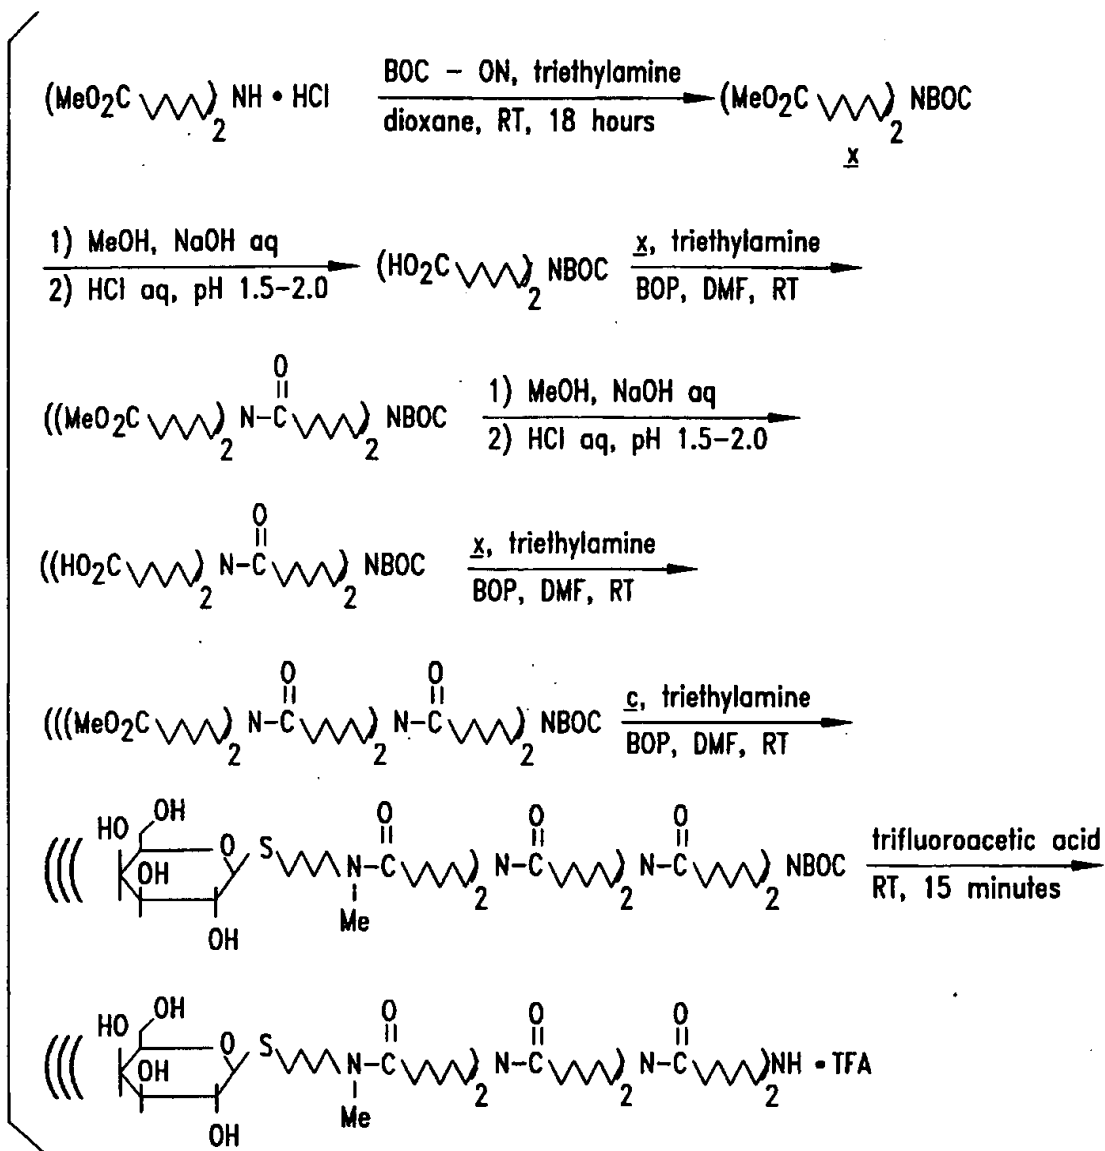 (MeO2C )2 NH • HCl BOC - ON, triethylamine (MeO2C )2 NBOC
dioxane, RT, 18 hours
x
1) MeOH, NaOH aq (HO2C )2 NBOC x, triethylamine
2) HCl aq, pH 1.5-2.0 BOP, DMF, RT
O
((MeO2C )2 N-C )2 NBOC 1) MeOH, NaOH aq
2) HCl aq, pH 1.5-2.0
O
((HO2C )2 N-C )2 NBOC x, triethylamine
BOP, DMF, RT
O O
(((MeO2C )2 N-C )2 N-C )2 NBOC c, triethylamine
BOP, DMF, RT
OH O O O
HO O S
((( OH N-C )2 N-C )2 N-C )2 NBOC trifluoroacetic acid
Me RT, 15 minutes
OH
OH O O O
HO O S
((( OH N-C )2 N-C )2 N-C )2 NH • TFA
Me
OH